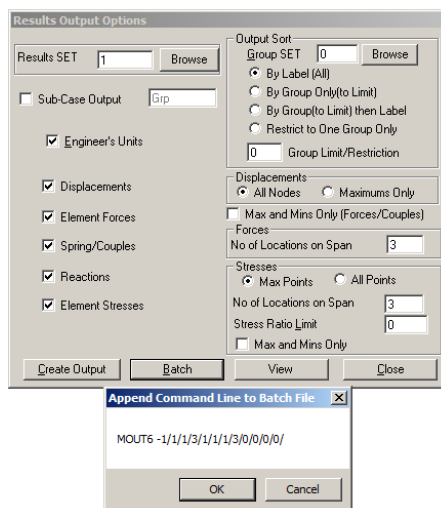 Results Output Options
Results SET 1 Browse
Sub-Case Output Grp
Engineer's Units
Displacements
Element Forces
Spring/Couples
Reactions
Element Stresses
Output Sort
Group SET 0 Browse
By Label (All)
By Group Only(to Limit)
By Group(to Limit) then Label
Restrict to One Group Only
0 Group Limit/Restriction
Displacements
All Nodes Maximums Only
Max and Mins Only (Forces/Couples)
Forces
No of Locations on Span 3
Stresses
Max Points All Points
No of Locations on Span 3
Stress Ratio Limit 0
Max and Mins Only
Create Output Batch View Close
Append Command Line to Batch File
MOUT6 -1/1/1/3/1/1/1/3/0/0/0/0/
OK Cancel